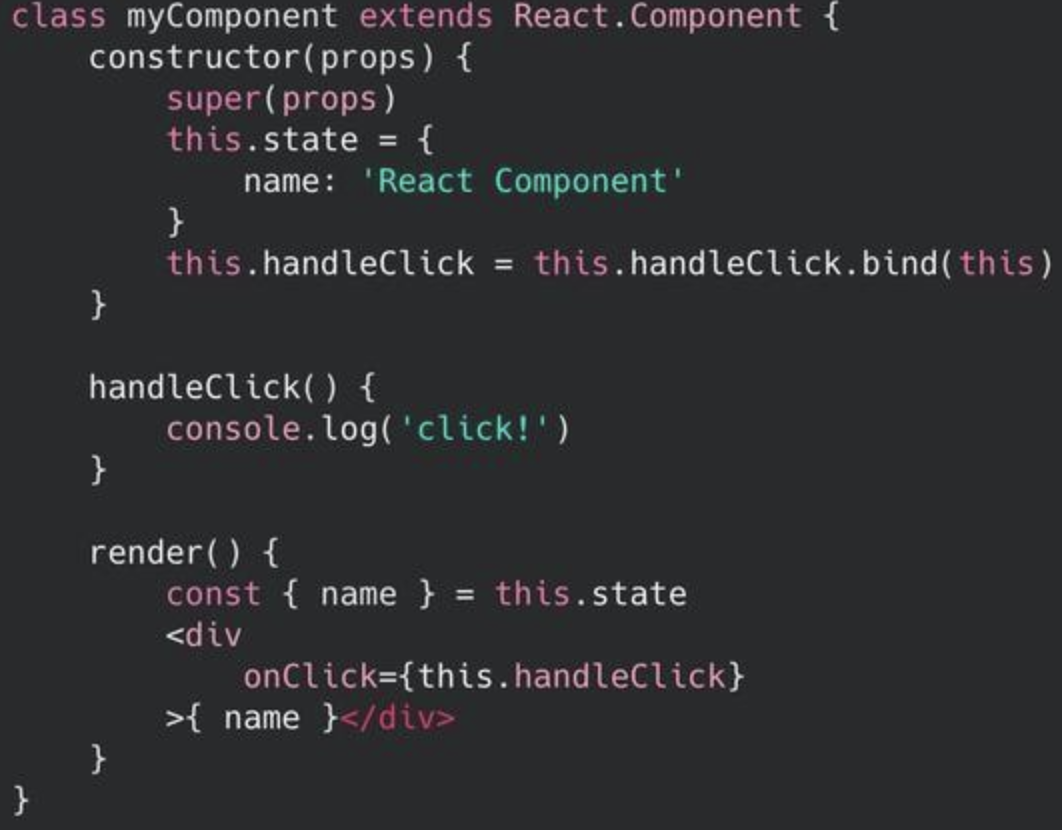 class myComponent extends React.Component {
    constructor(props) {
        super(props)
        this.state = {
            name: 'React Component'
        }
        this.handleClick = this.handleClick.bind(this)
    }

    handleClick() {
        console.log('click!')
    }

    render() {
        const { name } = this.state
        <div
            onClick={this.handleClick}
        >{ name }</div>
    }
}